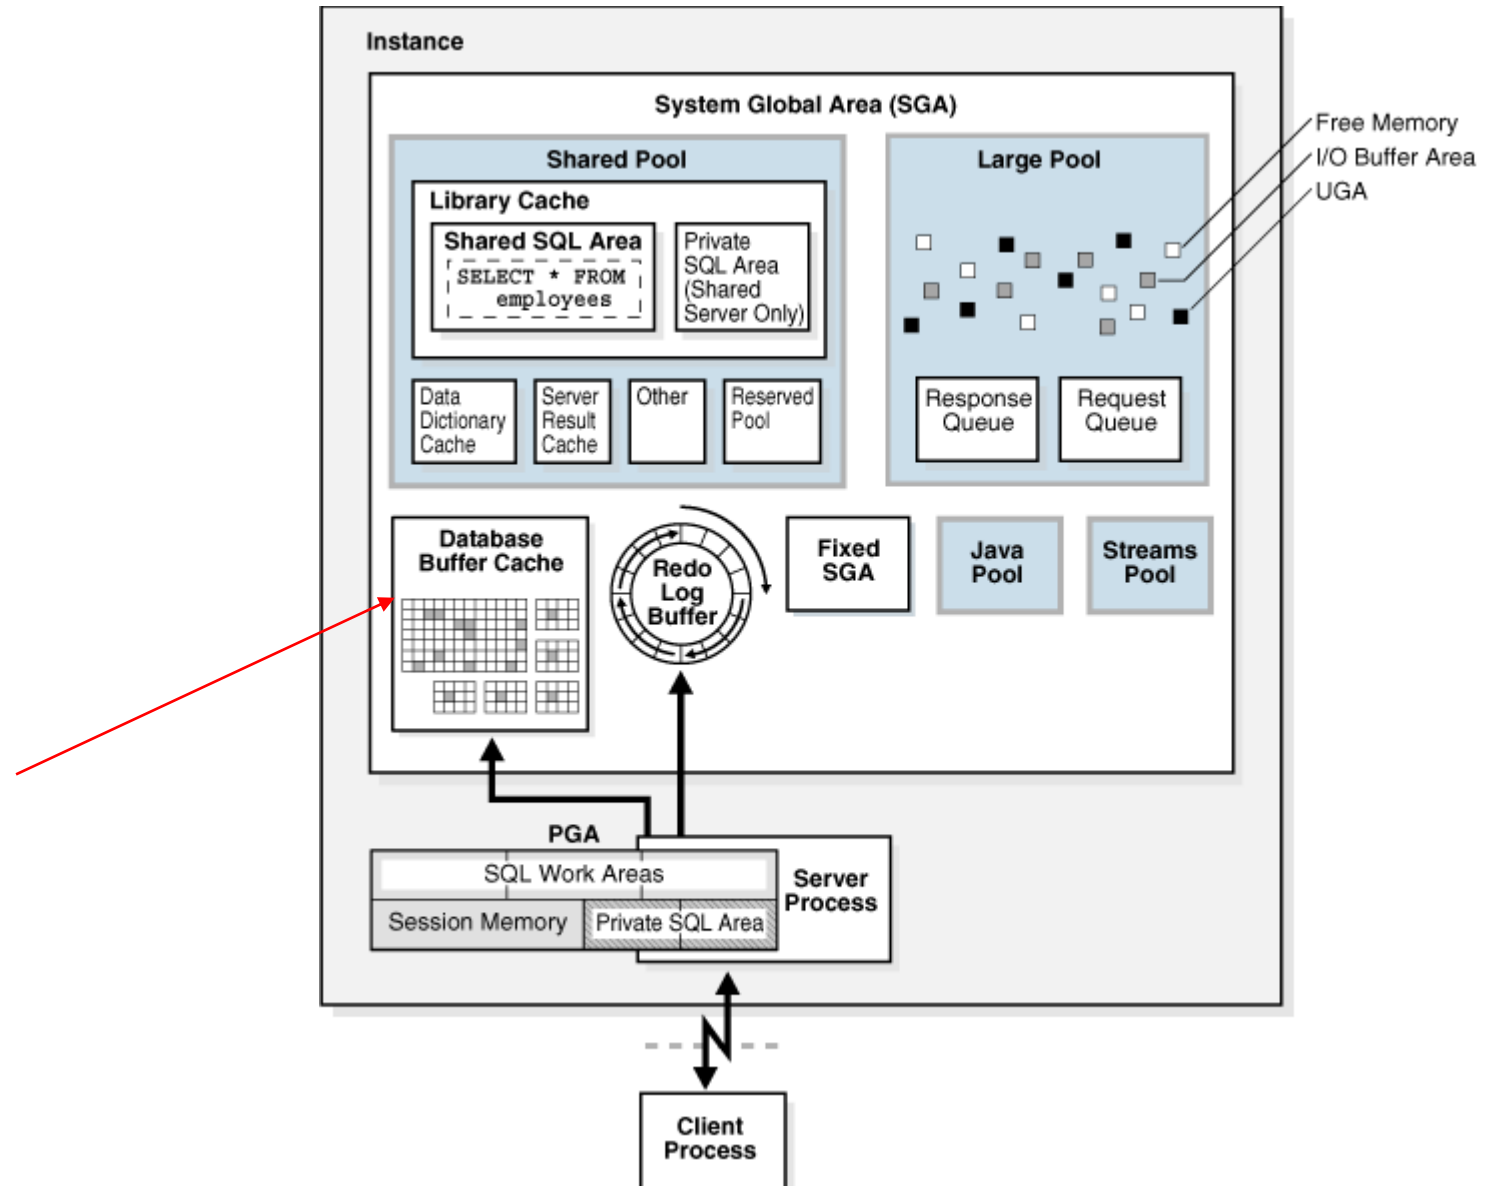 Instance
System Global Area (SGA)
Shared Pool
Library Cache
Shared SQL Area
SELECT * FROM
employees
Private
SQL Area
(Shared
Server Only)
Data
Dictionary
Cache
Server
Result
Cache
Other
Reserved
Pool
Large Pool
Free Memory
I/O Buffer Area
UGA
Response
Queue
Request
Queue
Database
Buffer Cache
Redo
Log
Buffer
Fixed
SGA
Java
Pool
Streams
Pool
PGA
SQL Work Areas
Session Memory
Private SQL Area
Server
Process
Client
Process